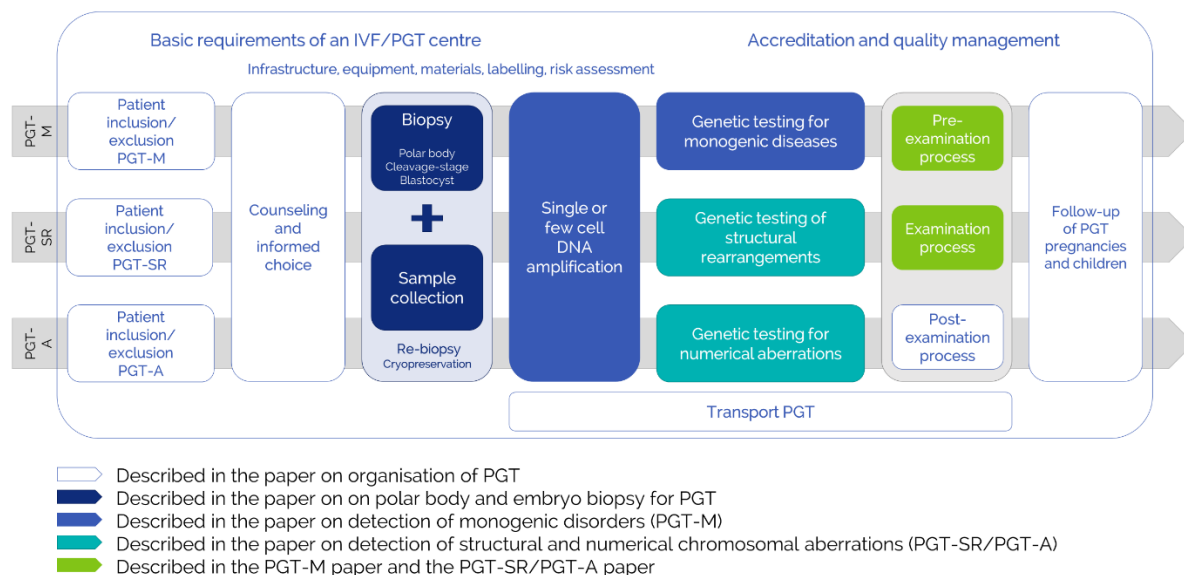 Basic requirements of an IVF/PGT centre
Accreditation and quality management
Infrastructure, equipment, materials, labelling, risk assessment
PGT-
M
Patient
inclusion/
exclusion
PGT-M
PGT-
SR
Patient
inclusion/
exclusion
PGT-SR
PGT-
A
Patient
inclusion/
exclusion
PGT-A
Counseling
and
informed
choice
Biopsy
Polar body
Cleavage-stage
Blastocyst
+
Sample
collection
Re-biopsy
Cryopreservation
Single or
few cell
DNA
amplification
Genetic testing for
monogenic diseases
Genetic testing of
structural
rearrangements
Genetic testing for
numerical aberrations
Pre-
examination
process
Examination
process
Post-
examination
process
Follow-up
of PGT
pregnancies
and children
Transport PGT
Described in the paper on organisation of PGT
Described in the paper on on polar body and embryo biopsy for PGT
Described in the paper on detection of monogenic disorders (PGT-M)
Described in the paper on detection of structural and numerical chromosomal aberrations (PGT-SR/PGT-A)
Described in the PGT-M paper and the PGT-SR/PGT-A paper